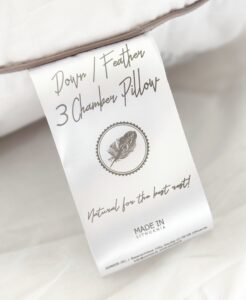 Down / Feather
3 Chamber Pillow
Natural for the best rest!
MADE IN
LITHUANIA